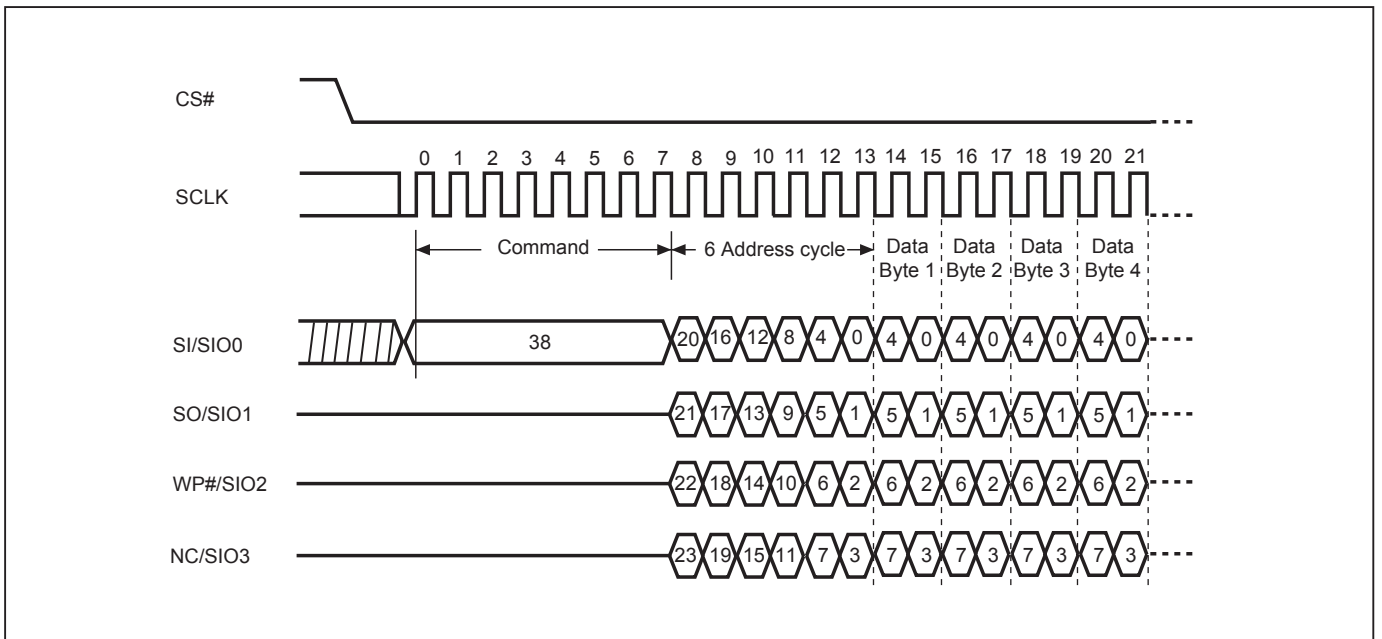 CS#
0 1 2 3 4 5 6 7 8 9 10 11 12 13 14 15 16 17 18 19 20 21
SCLK
Command 6 Address cycle Data Byte 1 Data Byte 2 Data Byte 3 Data Byte 4
SI/SIO0 38 20 16 12 8 4 0 4 0 4 0 4 0 4 0
SO/SIO1 21 17 13 9 5 1 5 1 5 1 5 1 5 1
WP#/SIO2 22 18 14 10 6 2 6 2 6 2 6 2 6 2
NC/SIO3 23 19 15 11 7 3 7 3 7 3 7 3 7 3